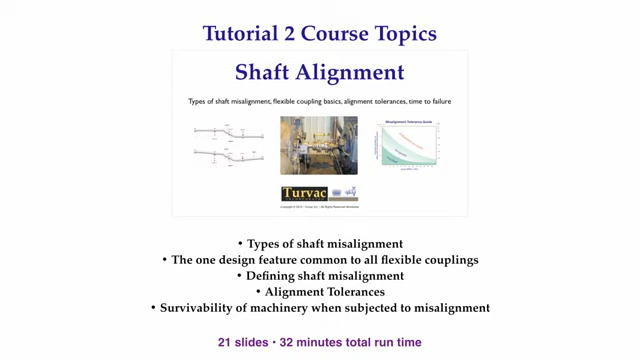 Tutorial 2 Course Topics
Shaft Alignment
Types of shaft misalignment, flexible coupling basics, alignment tolerances, time to failure
Misalignment Tolerance Guide
Turvac
• Types of shaft misalignment
• The one design feature common to all flexible couplings
• Defining shaft misalignment
• Alignment Tolerances
• Survivability of machinery when subjected to misalignment
21 slides • 32 minutes total run time